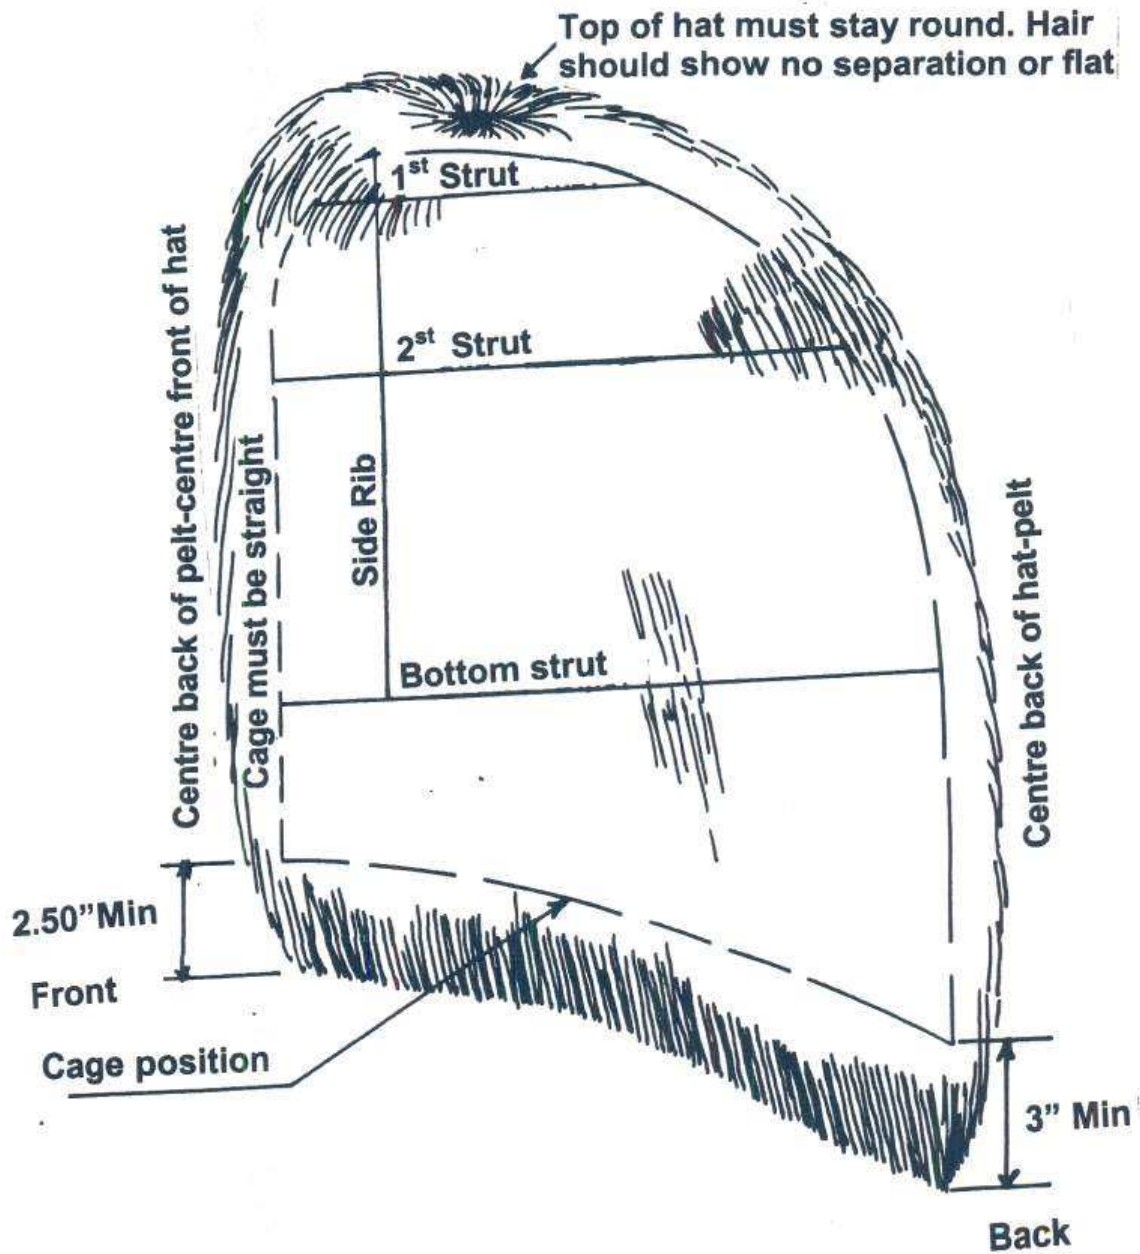 Top of hat must stay round. Hair
should show no separation or flat
1st Strut
2st Strut
Centre back of pelt-centre front of hat
Cage must be straight
Side Rib
Bottom strut
Centre back of hat-pelt
2.50”Min
Front
Cage position
3” Min
Back